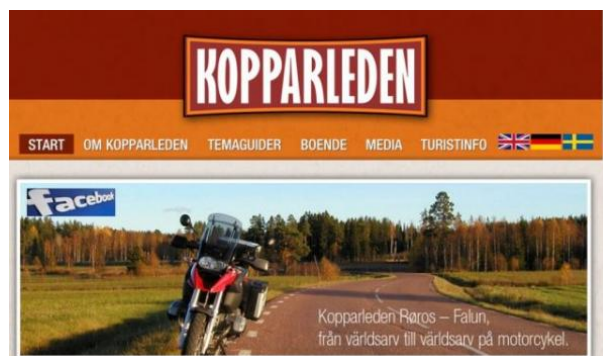 KOPPARLEDEN
START OM KOPPARLEDEN TEMAGUIDER BOENDE MEDIA TURISTINFO
facebook
Kopparleden Røros – Falun,
från världsarv till världsarv på motorcykel.